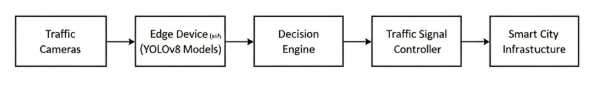 Traffic
Cameras
Edge Device
(YOLOv8 Models)
Decision
Engine
Traffic Signal
Controller
Smart City
Infrastucture